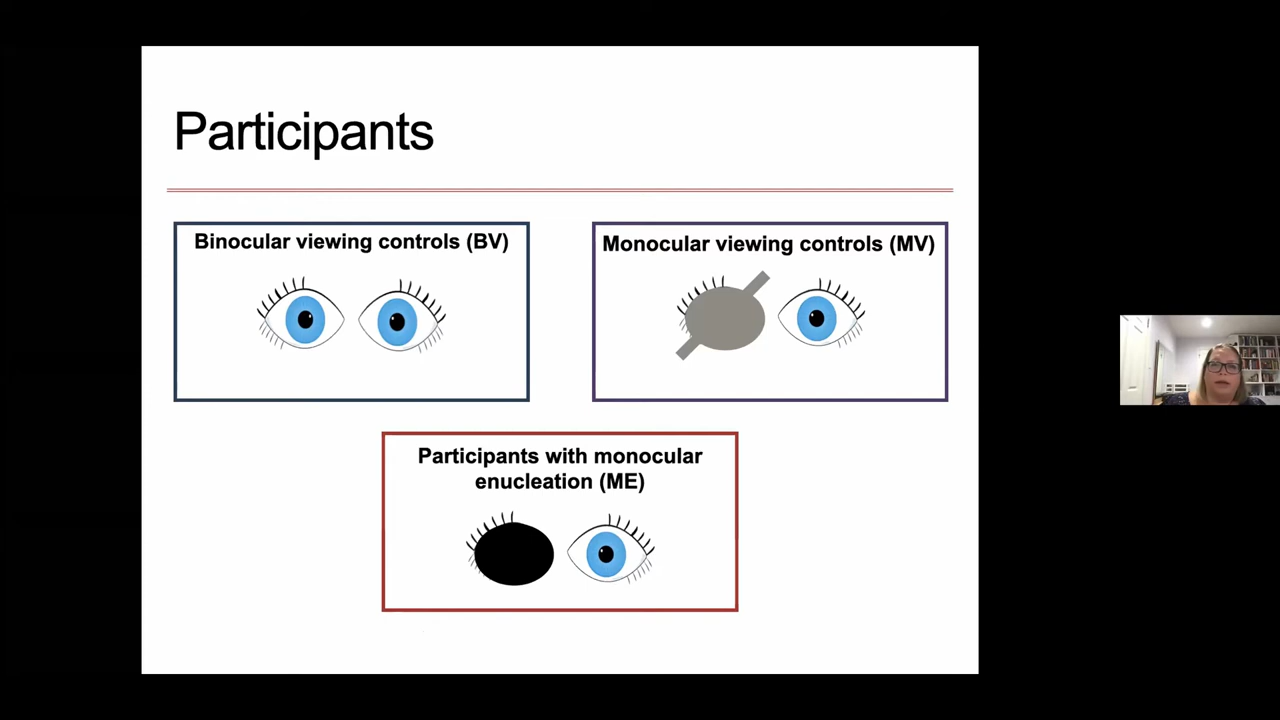 Participants
Binocular viewing controls (BV)
Monocular viewing controls (MV)
Participants with monocular
enucleation (ME)